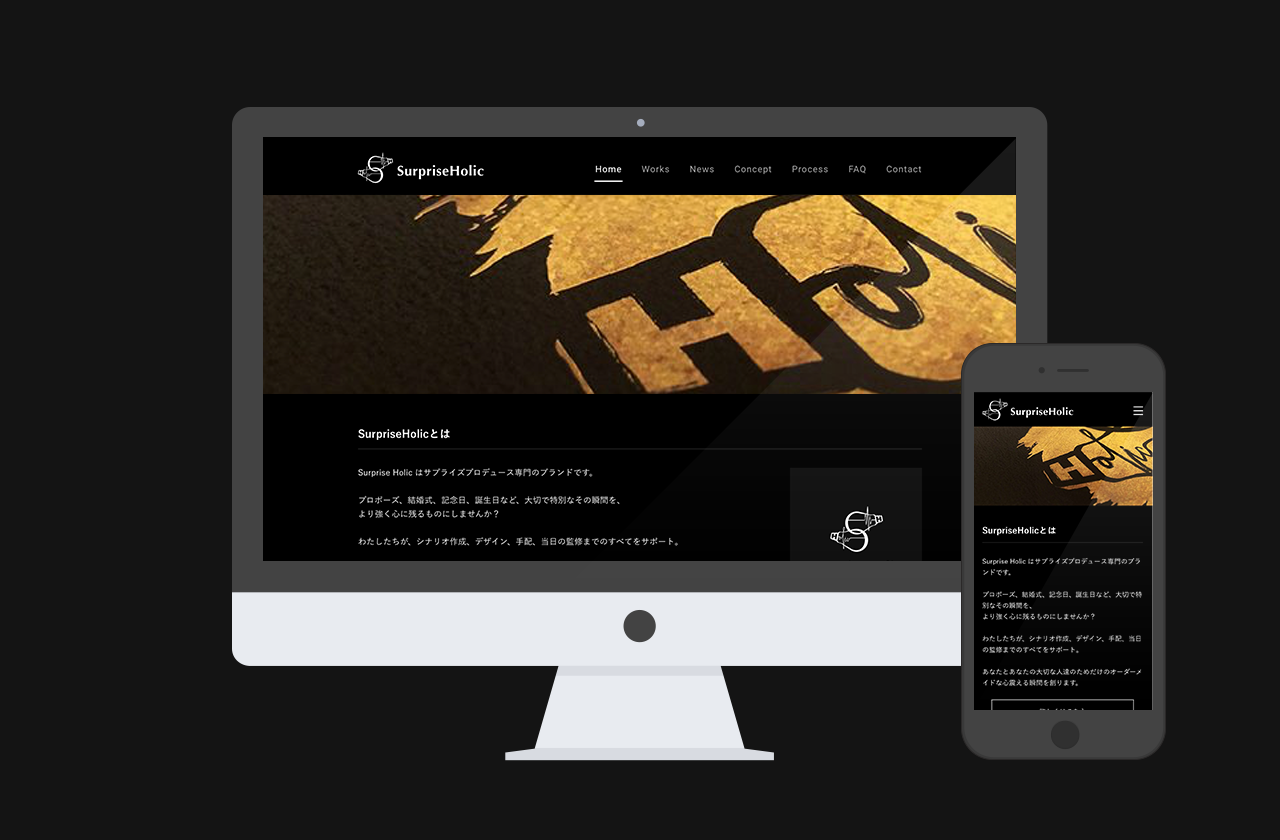 SurpriseHolic
Home Works News Concept Process FAQ Contact
Holi
SurpriseHolicとは
Surprise Holic はサプライズプロデュース専門のブランドです。
プロポーズ、結婚式、記念日、誕生日など、大切で特別なその瞬間を、
より強く心に残るものにしませんか？
わたしたちが、シナリオ作成、デザイン、手配、当日の監修までのすべてをサポート。
SurpriseHolic
Holic
SurpriseHolicとは
Surprise Holic はサプライズプロデュース専門のブラ
ンドです。
プロポーズ、結婚式、記念日、誕生日など、大切で特
別なその瞬間を、
より強く心に残るものにしませんか？
わたしたちが、シナリオ作成、デザイン、手配、当日
の監修までのすべてをサポート。
あなたとあなたの大切な人達のためだけのオーダーメ
イドな心震える瞬間を創ります。